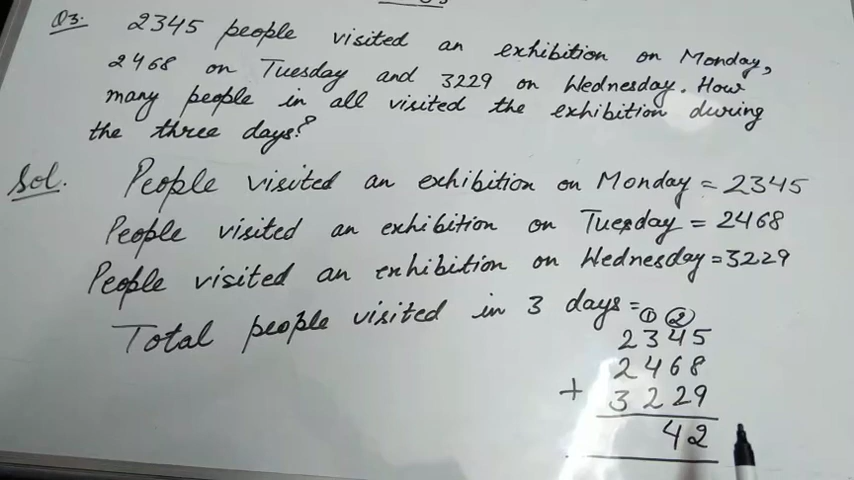 Q3. 2345 people visited an exhibition on Monday,
2468 on Tuesday and 3229 on Wednesday. How
many people in all visited the exhibition during
the three days?
Sol. People visited an exhibition on Monday = 2345
People visited an exhibition on Tuesday = 2468
People visited an exhibition on Wednesday = 3229
Total people visited in 3 days =
1 2
2345
2468
+ 3229
42